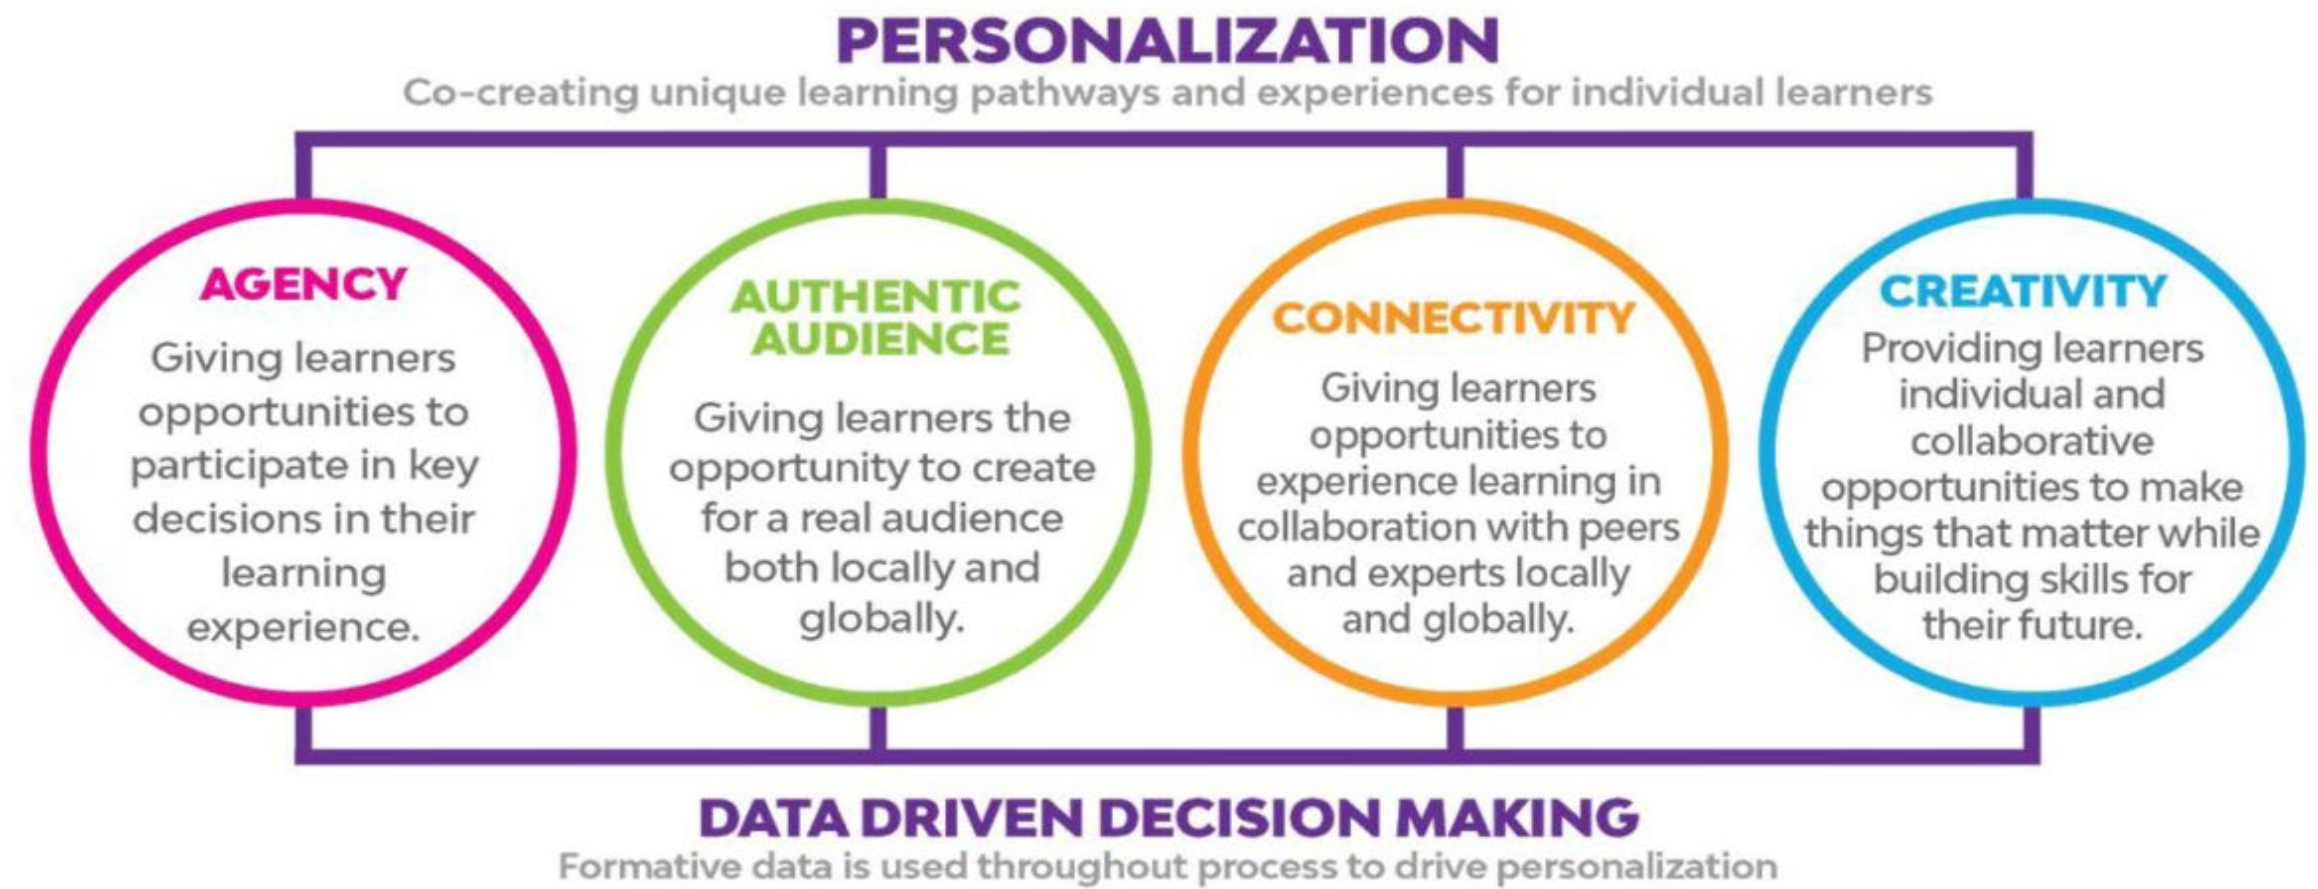 PERSONALIZATION
Co-creating unique learning pathways and experiences for individual learners
AGENCY
Giving learners
opportunities to
participate in key
decisions in their
learning
experience.
AUTHENTIC
AUDIENCE
Giving learners the
opportunity to create
for a real audience
both locally and
globally.
CONNECTIVITY
Giving learners
opportunities to
experience learning in
collaboration with peers
and experts locally
and globally.
CREATIVITY
Providing learners
individual and
collaborative
opportunities to make
things that matter while
building skills for
their future.
DATA DRIVEN DECISION MAKING
Formative data is used throughout process to drive personalization